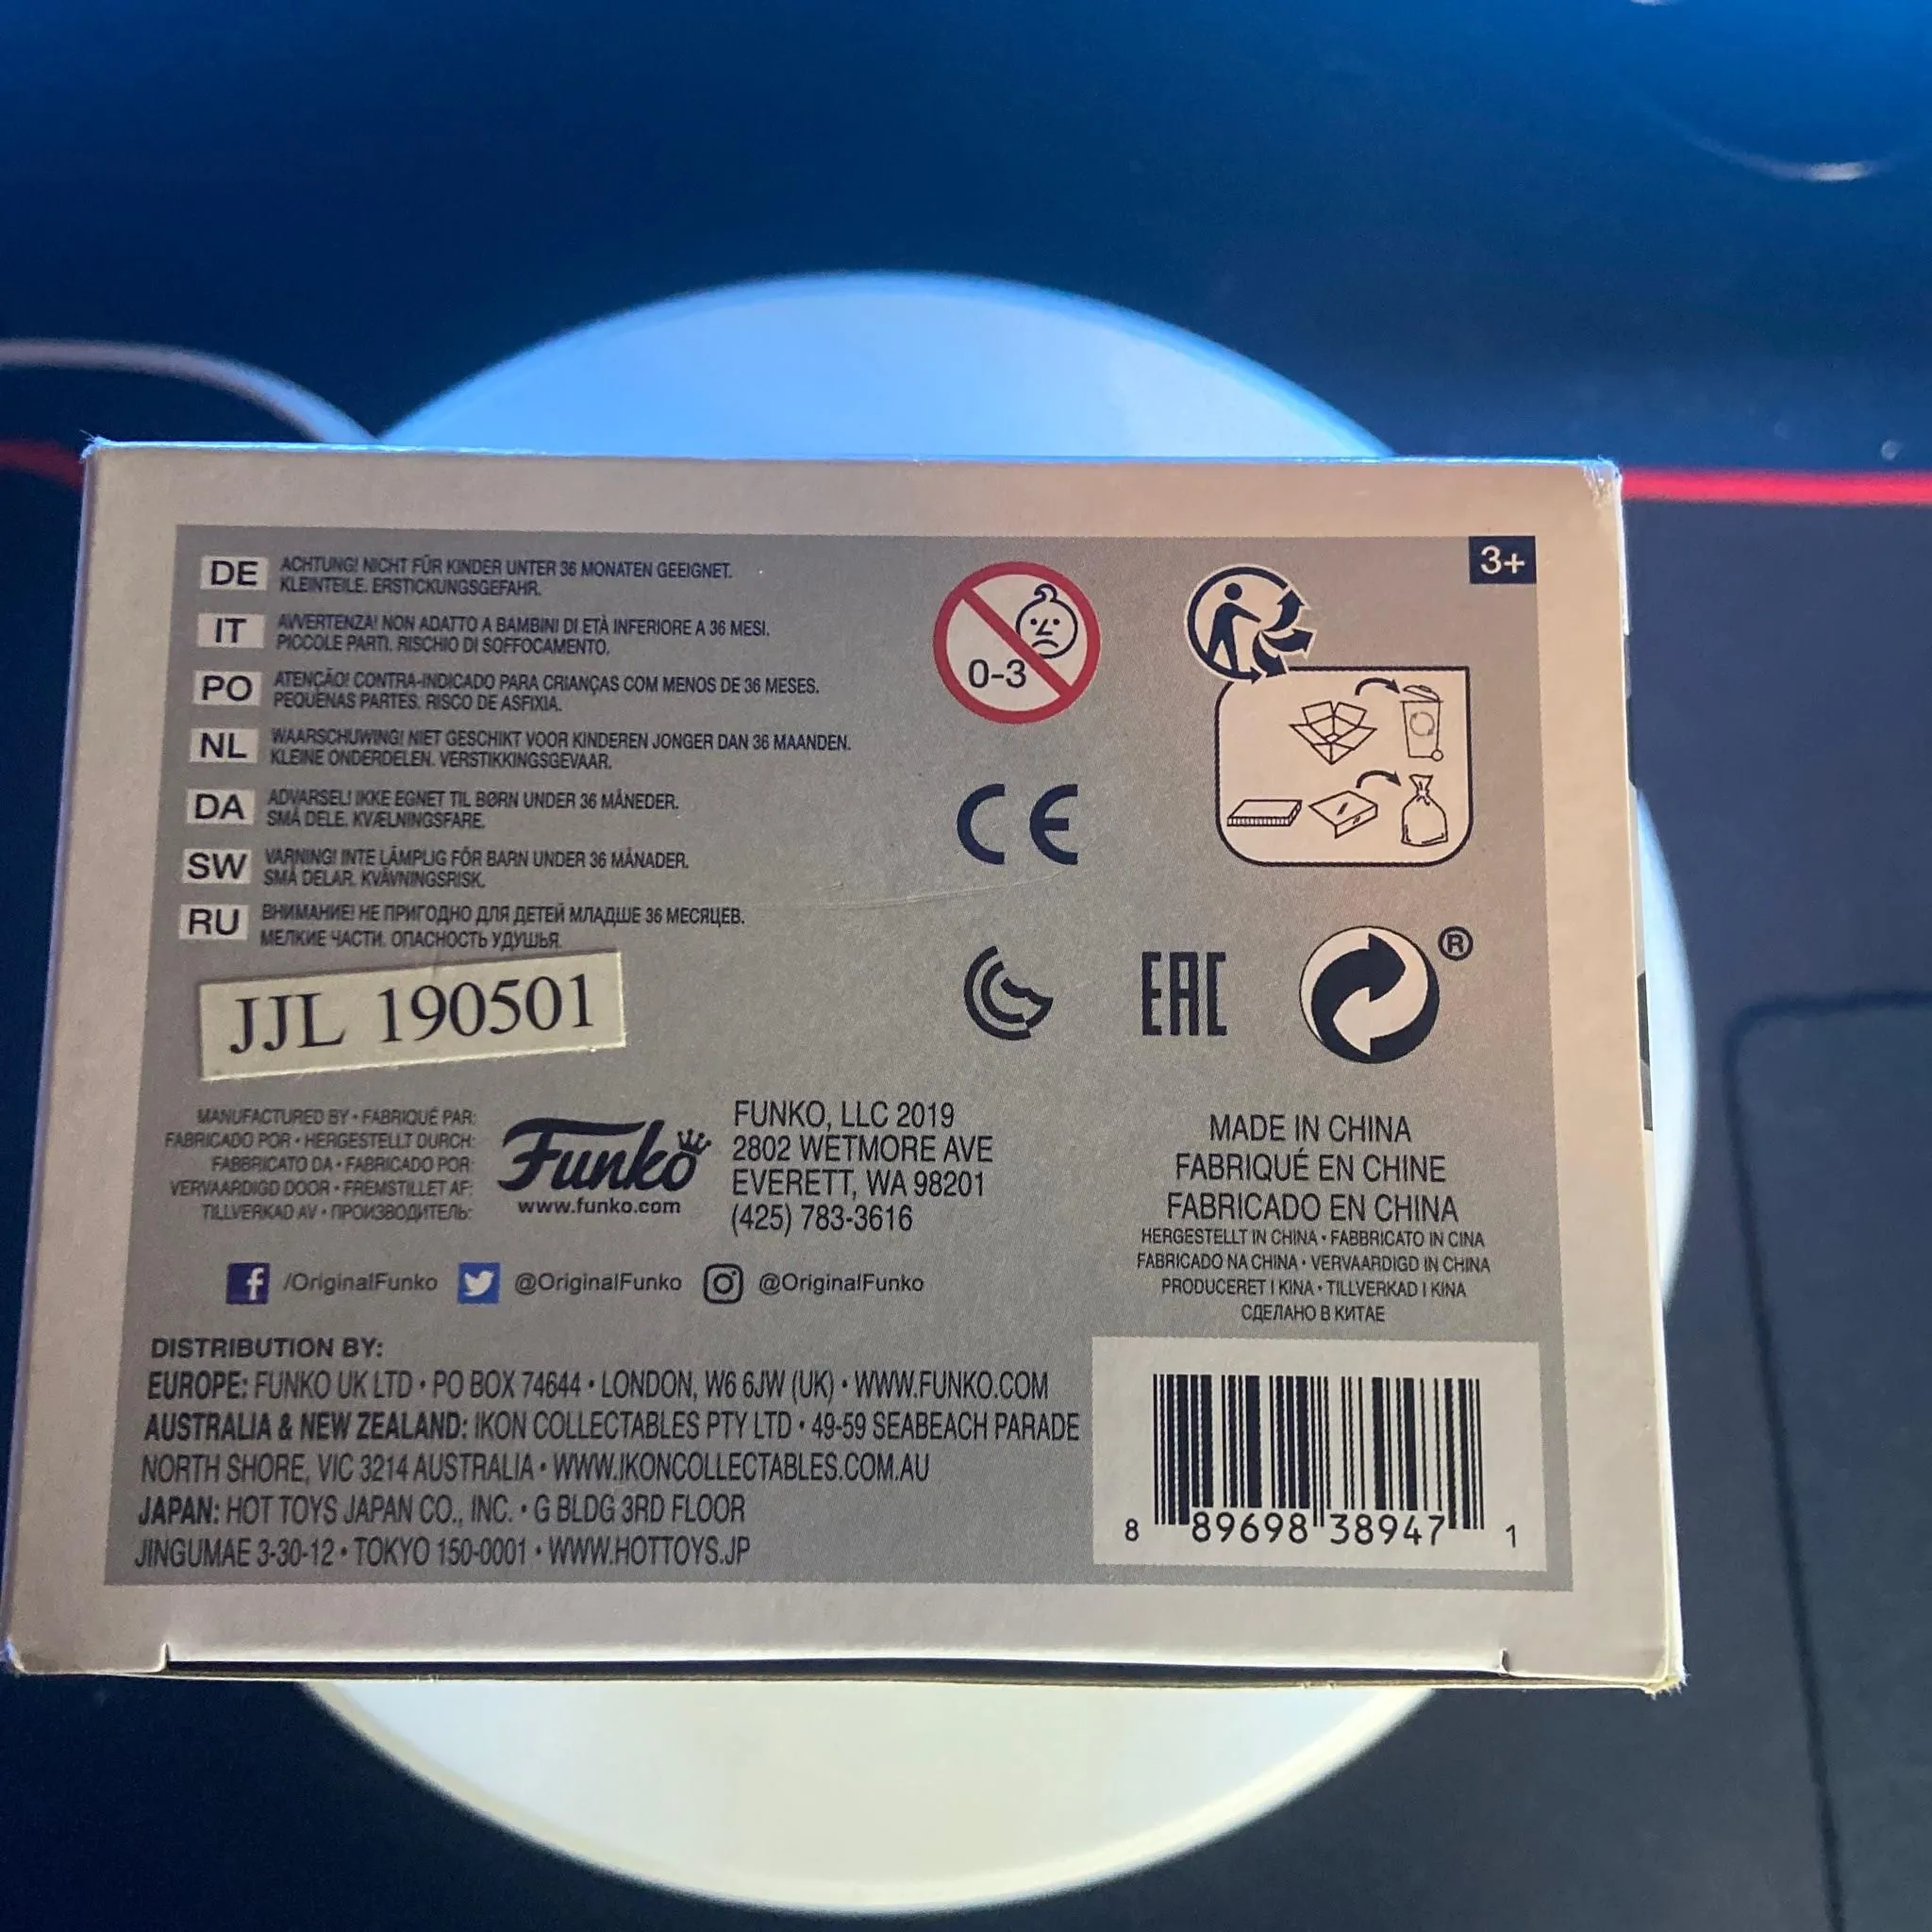 3+
DE
ACHTUNG! NICHT FÜR KINDER UNTER 36 MONATEN GEEIGNET.
KLEINTEILE. ERSTICKUNGSGEFAHR.
IT
AVVERTENZA! NON ADATTO A BAMBINI DI ETÀ INFERIORE A 36 MESI.
PICCOLE PARTI. RISCHIO DI SOFFOCAMENTO.
PO
ATENÇÃO! CONTRA-INDICADO PARA CRIANÇAS COM MENOS DE 36 MESES.
PEQUENAS PARTES. RISCO DE ASFIXIA.
NL
WAARSCHUWING! NIET GESCHIKT VOOR KINDEREN JONGER DAN 36 MAANDEN.
KLEINE ONDERDELEN. VERSTIKKINGSGEVAAR.
DA
ADVARSEL! IKKE EGNET TIL BØRN UNDER 36 MÅNEDER.
SMÅ DELE. KVÆLNINGSFARE.
SW
VARNING! INTE LÄMPLIG FÖR BARN UNDER 36 MÅNADER.
SMÅ DELAR. KVÄVNINGSRISK.
RU
ВНИМАНИЕ! НЕ ПРИГОДНО ДЛЯ ДЕТЕЙ МЛАДШЕ 36 МЕСЯЦЕВ.
МЕЛКИЕ ЧАСТИ. ОПАСНОСТЬ УДУШЬЯ.
0-3
CE
EAC
®
JJL 190501
MANUFACTURED BY • FABRIQUÉ PAR:
FABRICADO POR • HERGESTELLT DURCH:
FABBRICATO DA • FABRICADO POR:
VERVAARDIGD DOOR • FREMSTILLET AF:
TILLVERKAD AV • ПРОИЗВОДИТЕЛЬ:
Funko
www.funko.com
FUNKO, LLC 2019
2802 WETMORE AVE
EVERETT, WA 98201
(425) 783-3616
MADE IN CHINA
FABRIQUÉ EN CHINE
FABRICADO EN CHINA
HERGESTELLT IN CHINA • FABBRICATO IN CINA
FABRICADO NA CHINA • VERVAARDIGD IN CHINA
PRODUCERET I KINA • TILLVERKAD I KINA
СДЕЛАНО В КИТАЕ
/OriginalFunko @OriginalFunko @OriginalFunko
DISTRIBUTION BY:
EUROPE: FUNKO UK LTD • PO BOX 74644 • LONDON, W6 6JW (UK) • WWW.FUNKO.COM
AUSTRALIA & NEW ZEALAND: IKON COLLECTABLES PTY LTD • 49-59 SEABEACH PARADE
NORTH SHORE, VIC 3214 AUSTRALIA • WWW.IKONCOLLECTABLES.COM.AU
JAPAN: HOT TOYS JAPAN CO., INC. • G BLDG 3RD FLOOR
JINGUMAE 3-30-12 • TOKYO 150-0001 • WWW.HOTTOYS.JP
8 89698 38947 1